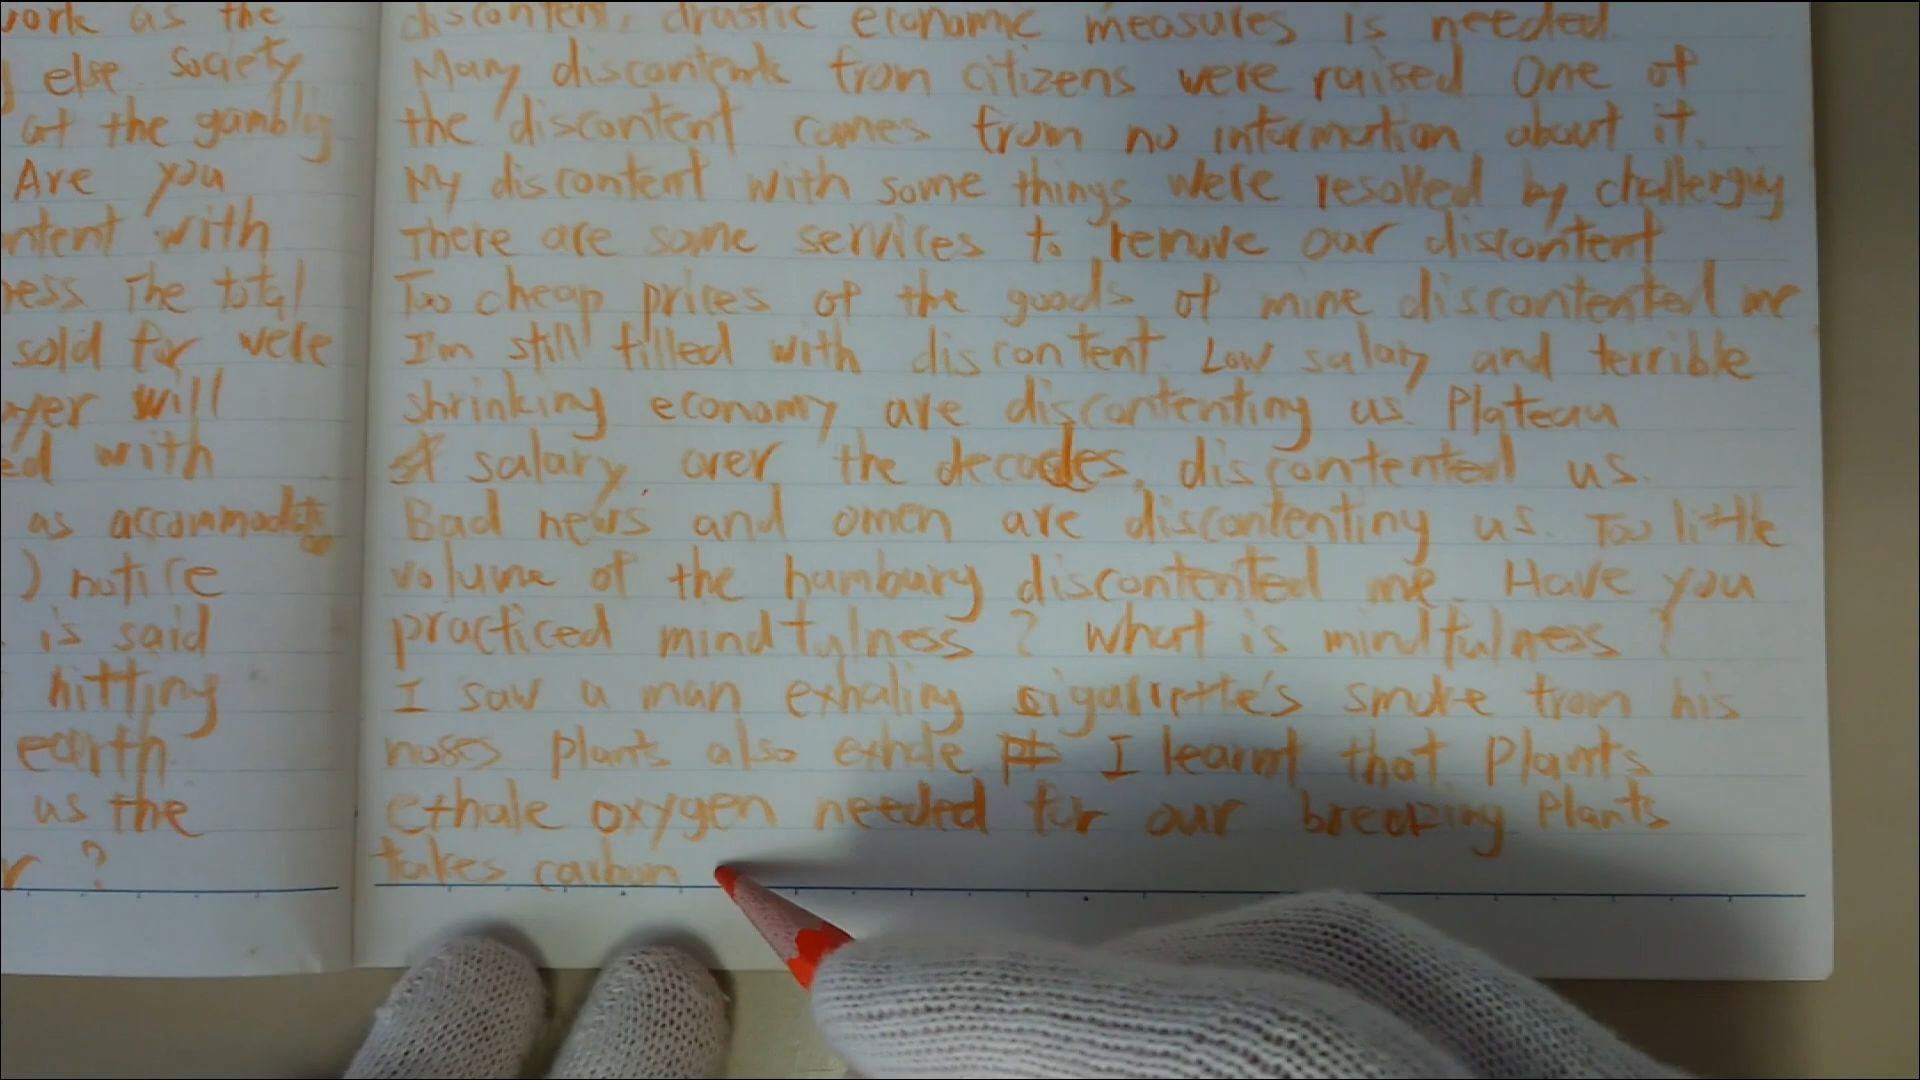 work as the
else society
at the gambling
Are you
ntent with
ness The total
sold for were
ayer will
ed with
as accommodate
) notice
is said
hitting
earth
us the
r ?
discontent, drastic economic measures is needed
Many discontents from citizens were raised One of
the discontent comes from no information about it.
My discontent with some things were resolved by challenging
There are some services to remove our discontent
Too cheap prices of the goods of mine discontented me
I'm still filled with discontent. Low salary and terrible
shrinking economy are discontenting us Plateau
salary over the decades, discontented us.
Bad news and omen are discontenting us. Too little
volume of the hambury discontented me. Have you
practiced mindfulness ? What is mindfulness ?
I saw a man exhaling sigarrette's smoke from his
noses plants also exhale I learnt that plants
exhale oxygen needed for our breezing Plants
takes carbon